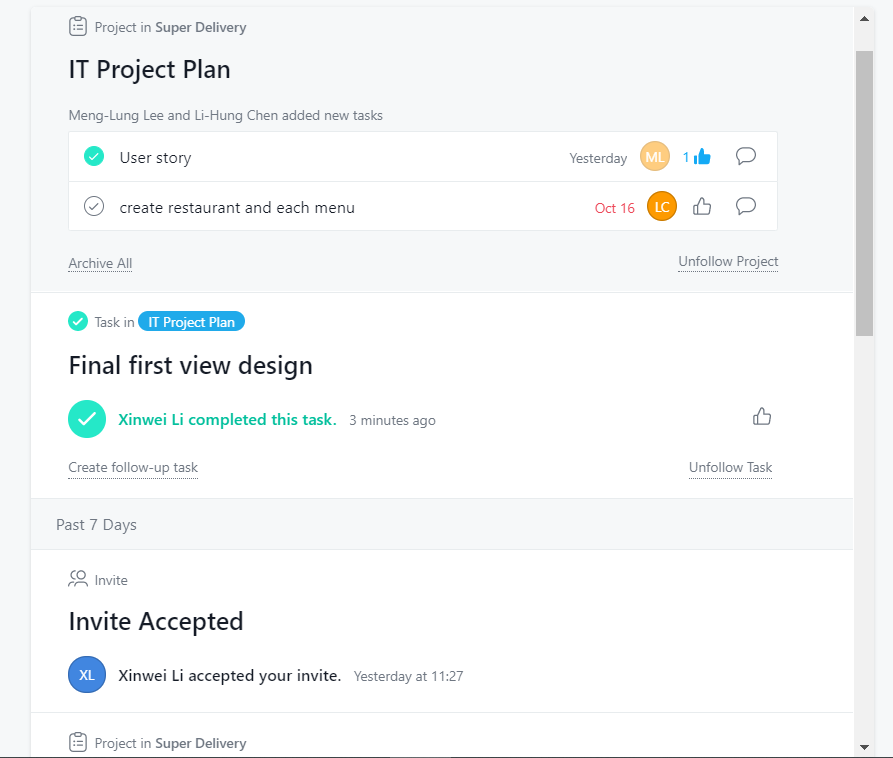 Project in Super Delivery
IT Project Plan
Meng-Lung Lee and Li-Hung Chen added new tasks
User story Yesterday ML 1
create restaurant and each menu Oct 16 LC
Archive All Unfollow Project
Task in IT Project Plan
Final first view design
Xinwei Li completed this task. 3 minutes ago
Create follow-up task Unfollow Task
Past 7 Days
Invite
Invite Accepted
XL Xinwei Li accepted your invite. Yesterday at 11:27
Project in Super Delivery